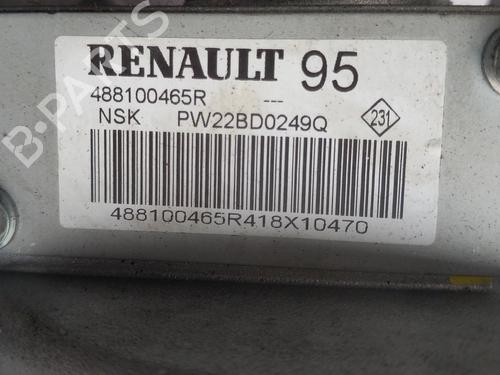 RENAULT 95
488100465R ---
NSK PW22BD0249Q
231
488100465R418X10470
B-PARTS